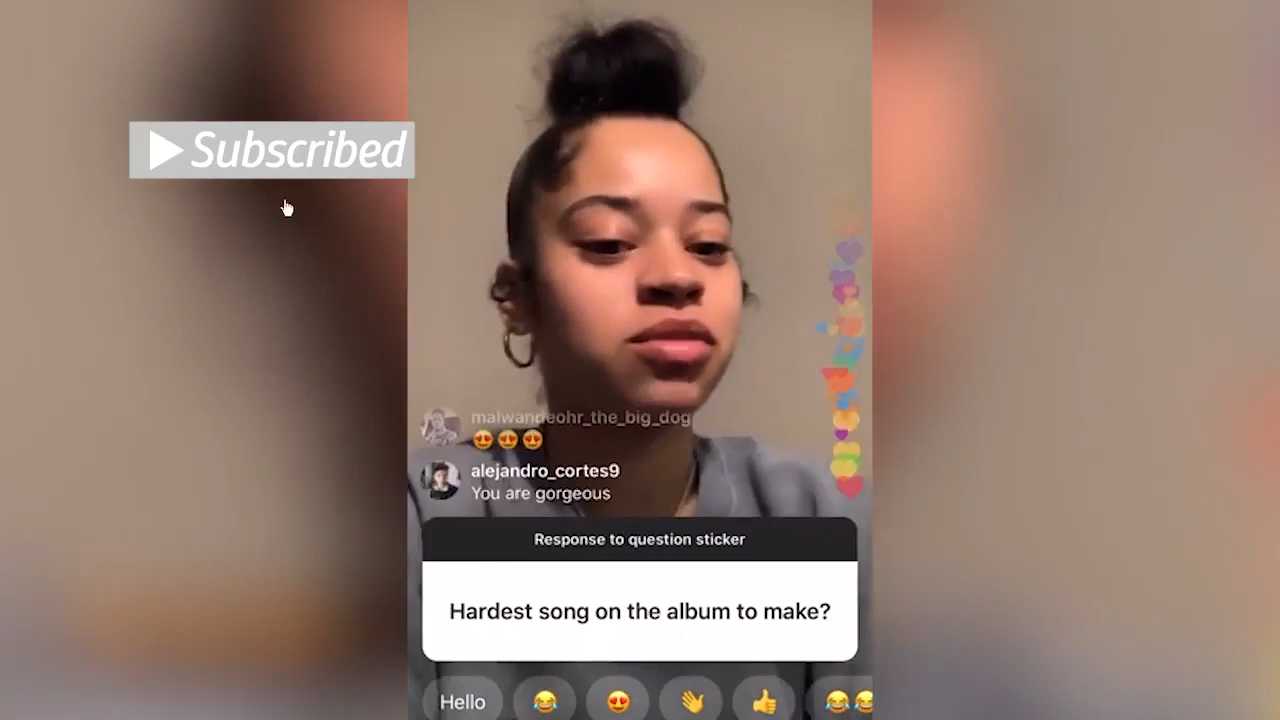 Subscribed
malwandeohr_the_big_dog
😍😍😍
alejandro_cortes9
You are gorgeous
Response to question sticker
Hardest song on the album to make?
Hello 😂 😍 👋 👍 😂😂